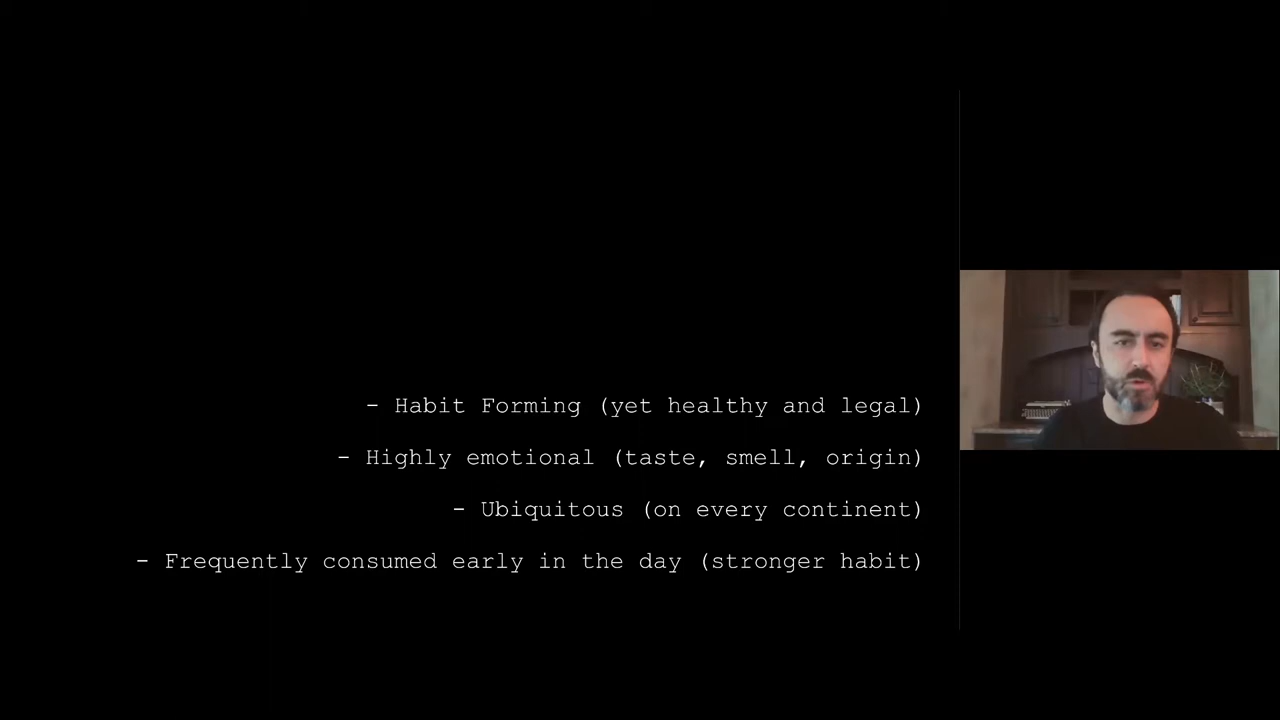 - Habit Forming (yet healthy and legal)
- Highly emotional (taste, smell, origin)
- Ubiquitous (on every continent)
- Frequently consumed early in the day (stronger habit)